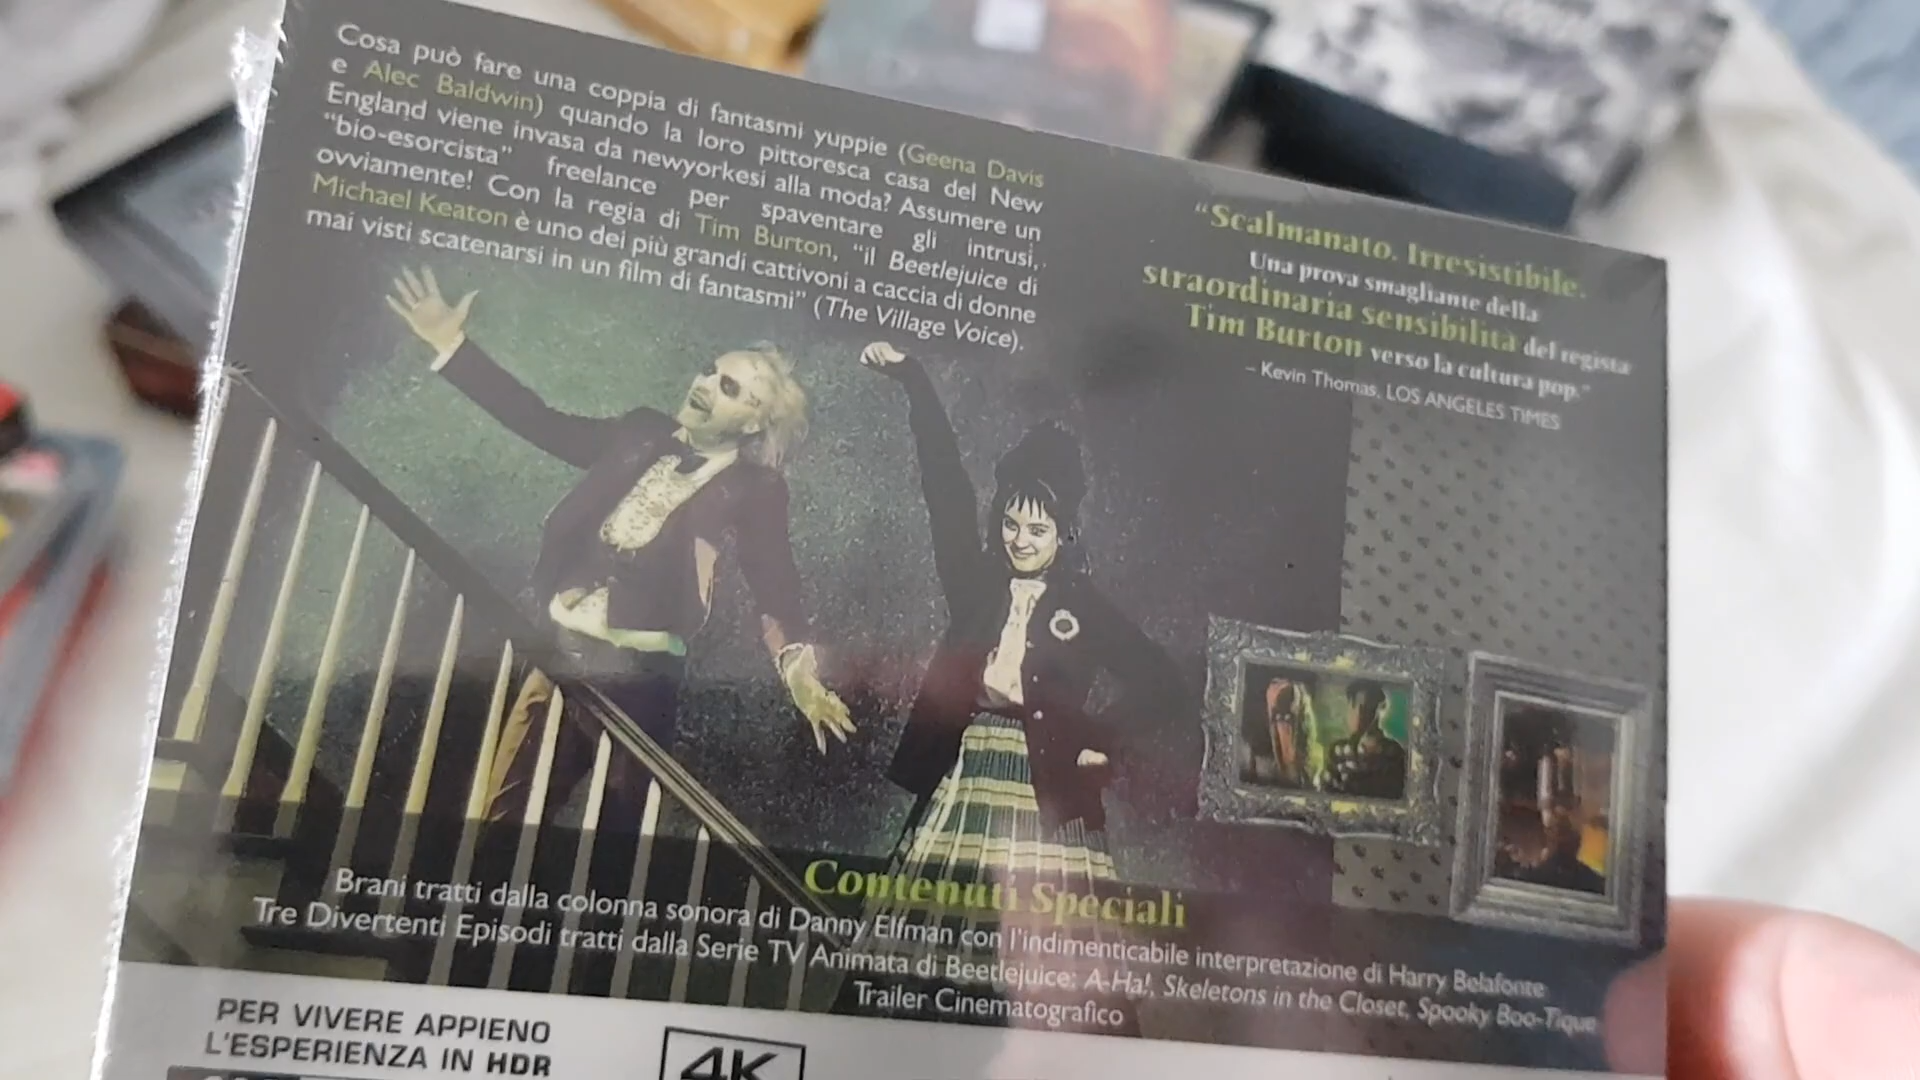 Cosa può fare una coppia di fantasmi yuppie (Geena Davis
e Alec Baldwin) quando la loro pittoresca casa del New
England viene invasa da newyorkesi alla moda? Assumere un
“bio-esorcista” freelance per spaventare gli intrusi,
ovviamente! Con la regia di Tim Burton, “il Beetlejuice di
Michael Keaton è uno dei più grandi cattivoni a caccia di donne
mai visti scatenarsi in un film di fantasmi” (The Village Voice).
“Scalmanato. Irresistibile.
Una prova smagliante della
straordinaria sensibilità del regista
Tim Burton verso la cultura pop.”
– Kevin Thomas, LOS ANGELES TIMES
Contenuti Speciali
Brani tratti dalla colonna sonora di Danny Elfman con l'indimenticabile interpretazione di Harry Belafonte
Tre Divertenti Episodi tratti dalla Serie TV Animata di Beetlejuice: A-Ha!, Skeletons in the Closet, Spooky Boo-Tique
Trailer Cinematografico
PER VIVERE APPIENO
L'ESPERIENZA IN HDR
4K